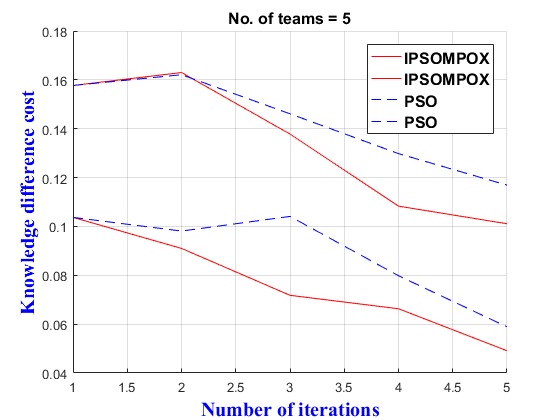 No. of teams = 5
0.18
0.16
0.14
0.12
0.1
0.08
0.06
0.04
Knowledge difference cost
IPSOMPOX
IPSOMPOX
PSO
PSO
1 1.5 2 2.5 3 3.5 4 4.5 5
Number of iterations